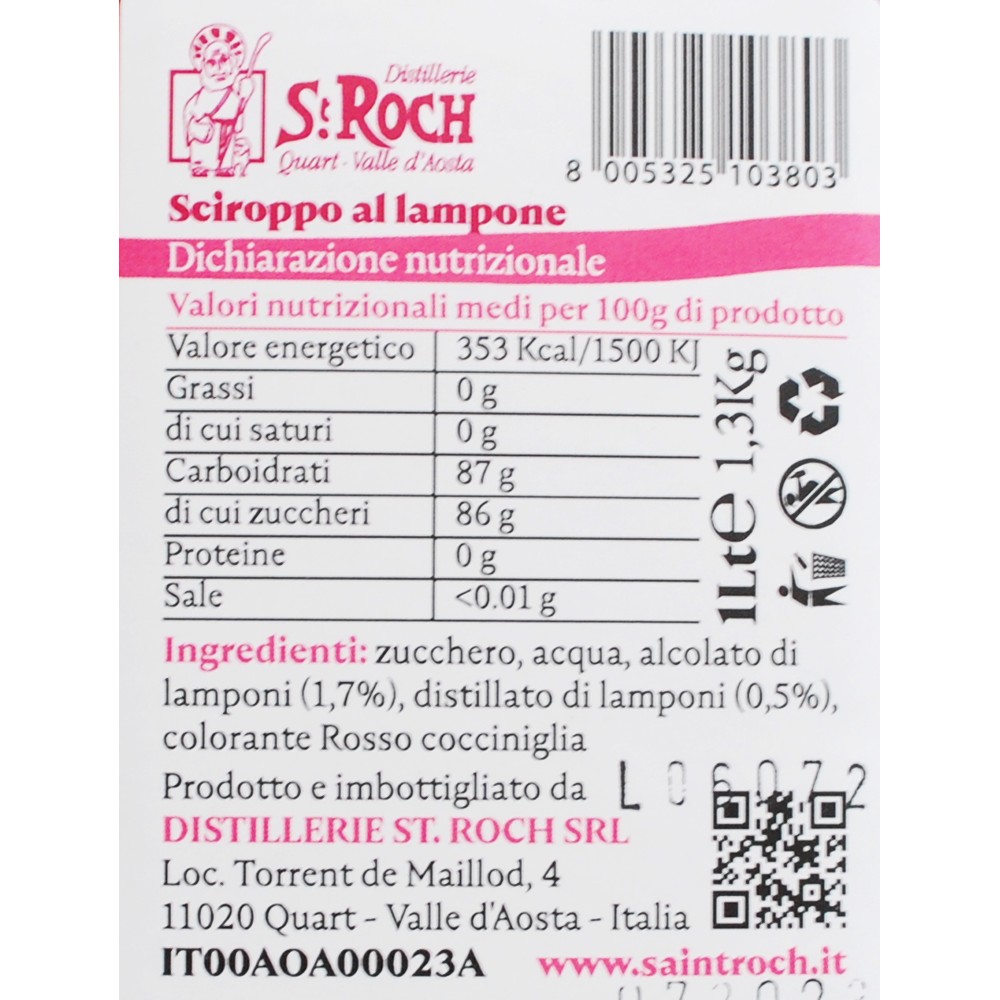 Distillerie
St. ROCH
Quart - Valle d'Aosta
8 005325 103803
Sciroppo al lampone
Dichiarazione nutrizionale
Valori nutrizionali medi per 100g di prodotto
Valore energetico 353 Kcal/1500 KJ
Grassi 0 g
di cui saturi 0 g
Carboidrati 87 g
di cui zuccheri 86 g
Proteine 0 g
Sale <0.01 g
1Lt e 1,3Kg
Ingredienti: zucchero, acqua, alcolato di
lamponi (1,7%), distillato di lamponi (0,5%),
colorante Rosso cocciniglia
Prodotto e imbottigliato da
L 06072
DISTILLERIE ST. ROCH SRL
Loc. Torrent de Maillod, 4
11020 Quart - Valle d'Aosta - Italia
IT00AOA00023A www.saintroch.it